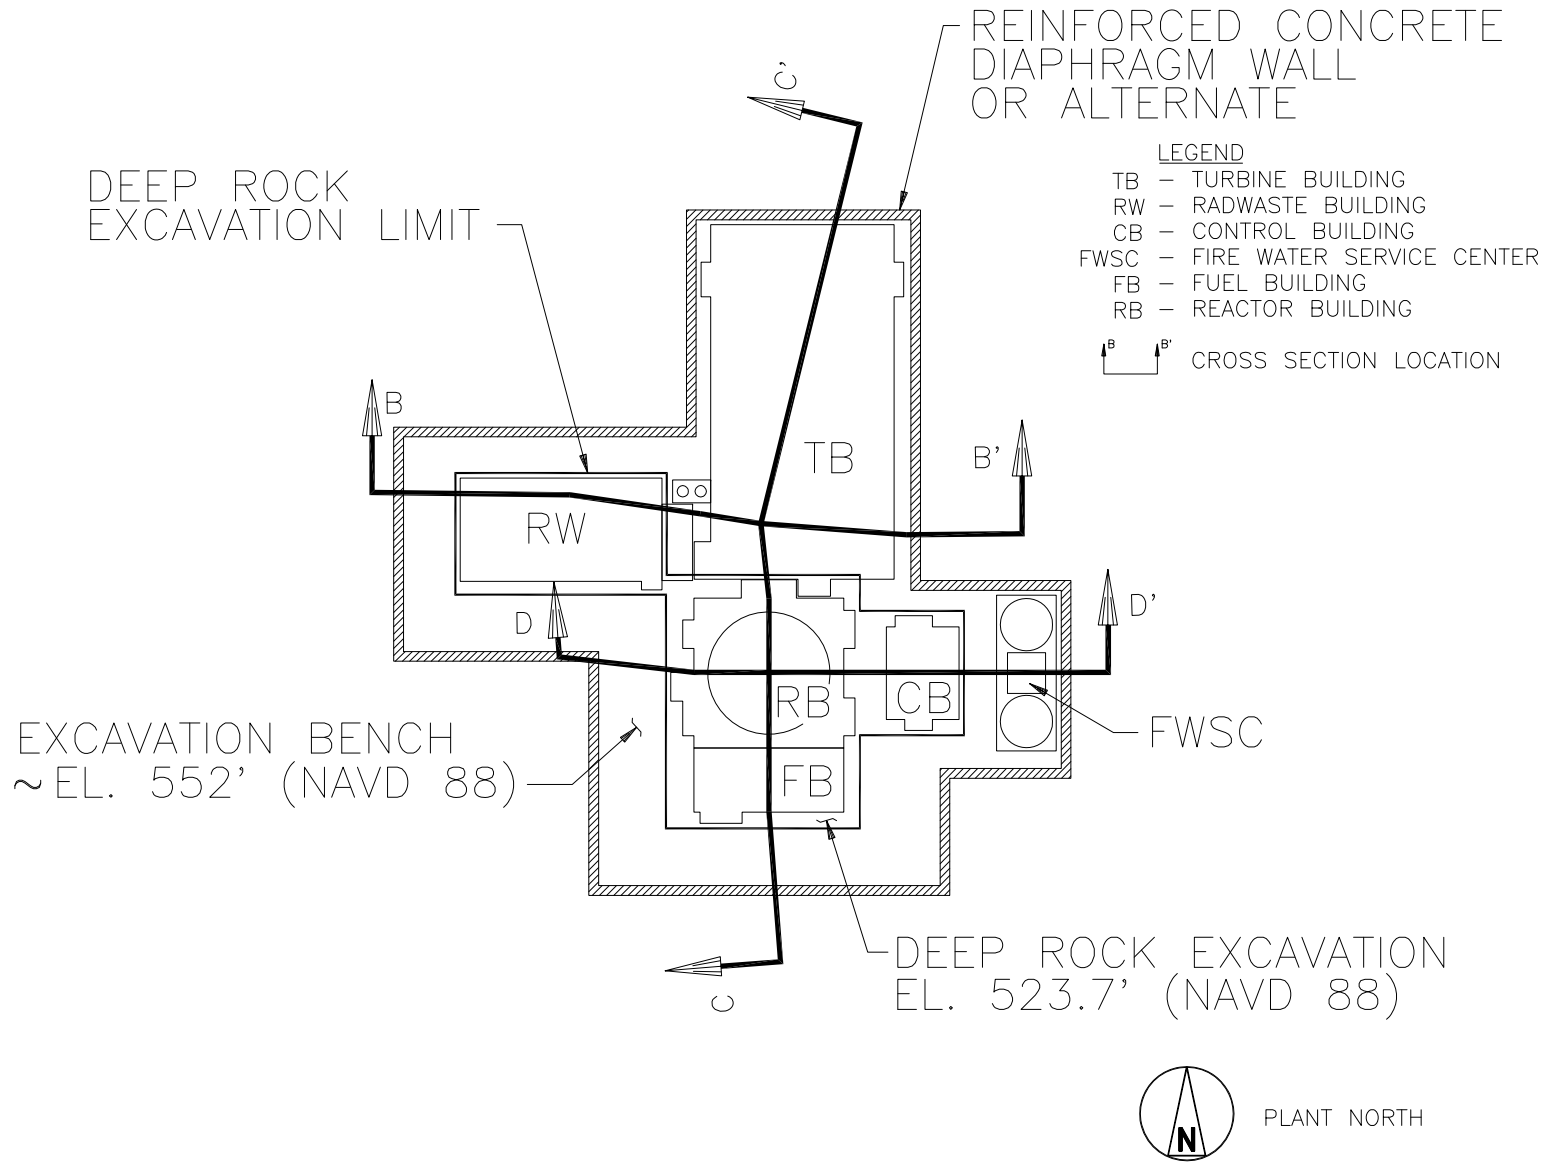 REINFORCED CONCRETE
DIAPHRAGM WALL
OR ALTERNATE
C'
LEGEND
TB – TURBINE BUILDING
RW – RADWASTE BUILDING
CB – CONTROL BUILDING
FWSC – FIRE WATER SERVICE CENTER
FB – FUEL BUILDING
RB – REACTOR BUILDING
B B' CROSS SECTION LOCATION
DEEP ROCK
EXCAVATION LIMIT
B
TB
B'
RW
D
D'
RB
CB
FWSC
EXCAVATION BENCH
~ EL. 552' (NAVD 88)
FB
DEEP ROCK EXCAVATION
EL. 523.7' (NAVD 88)
C
N
PLANT NORTH